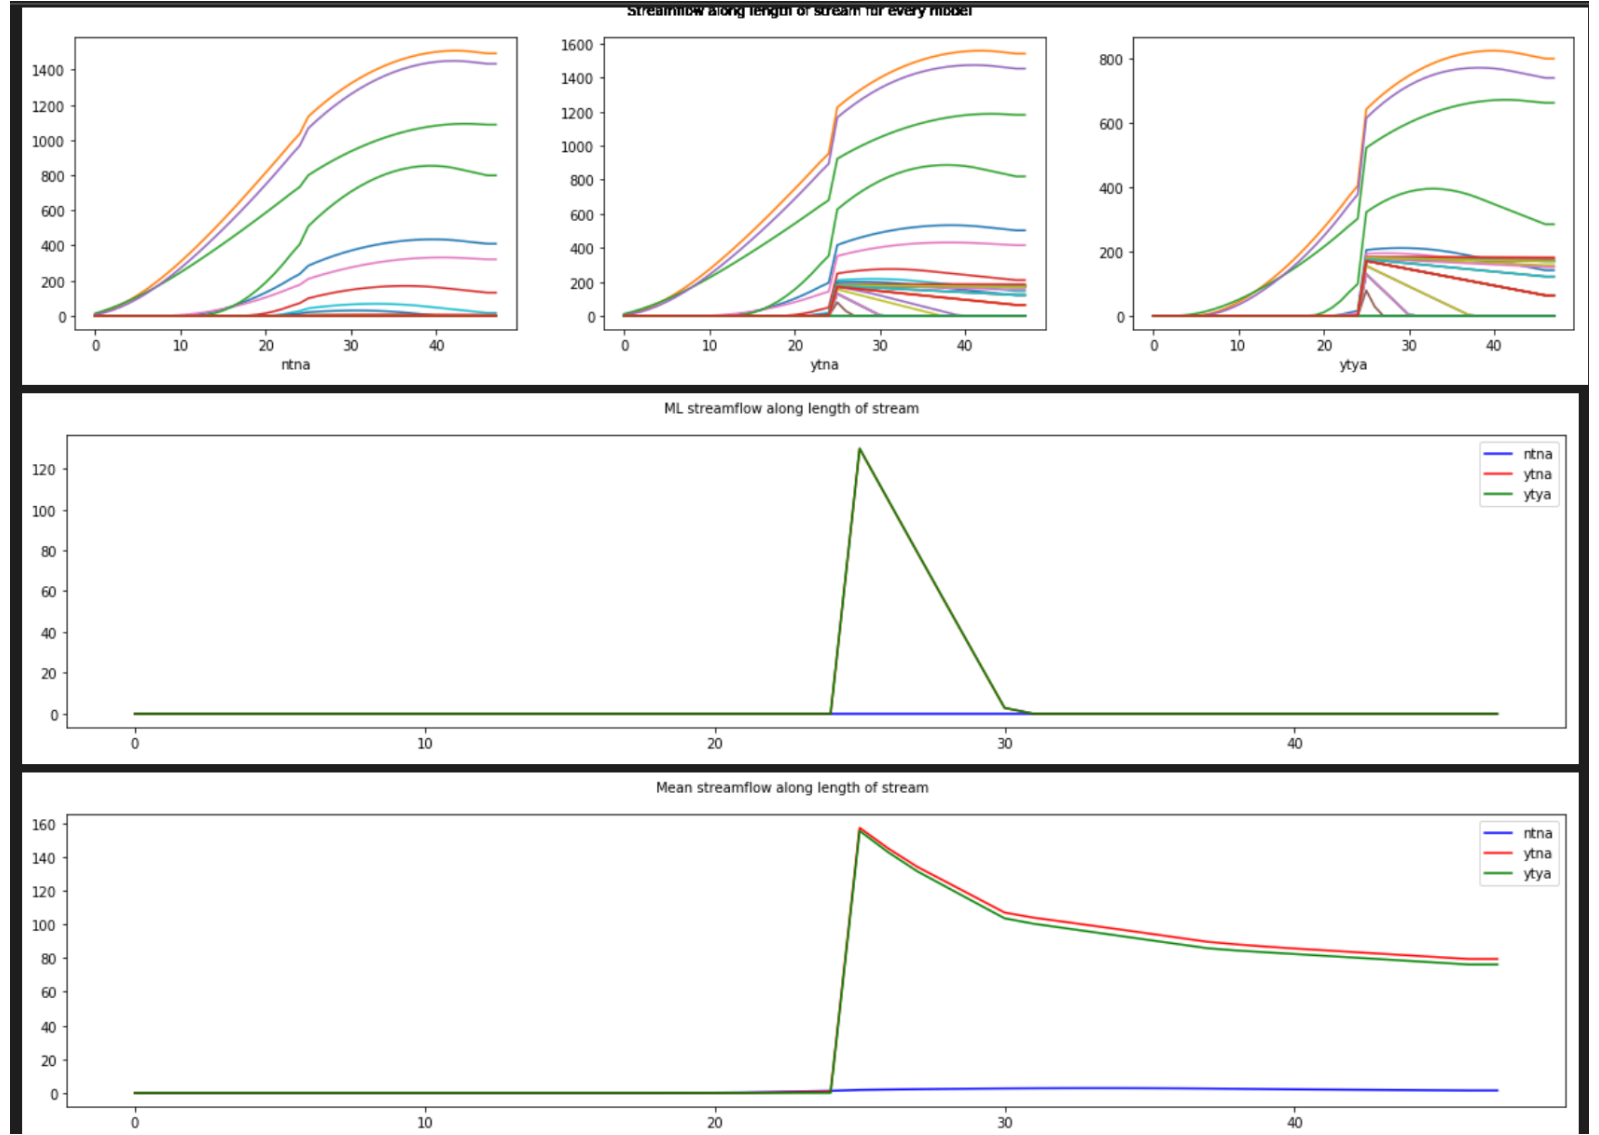 Streamflow along length of stream for every model
1400
1200
1000
800
600
400
200
0
0 10 20 30 40
ntna
1600
1400
1200
1000
800
600
400
200
0
0 10 20 30 40
ytna
800
600
400
200
0
0 10 20 30 40
ytya
ML streamflow along length of stream
120
100
80
60
40
20
0
0 10 20 30 40
ntna
ytna
ytya
Mean streamflow along length of stream
160
140
120
100
80
60
40
20
0
0 10 20 30 40
ntna
ytna
ytya